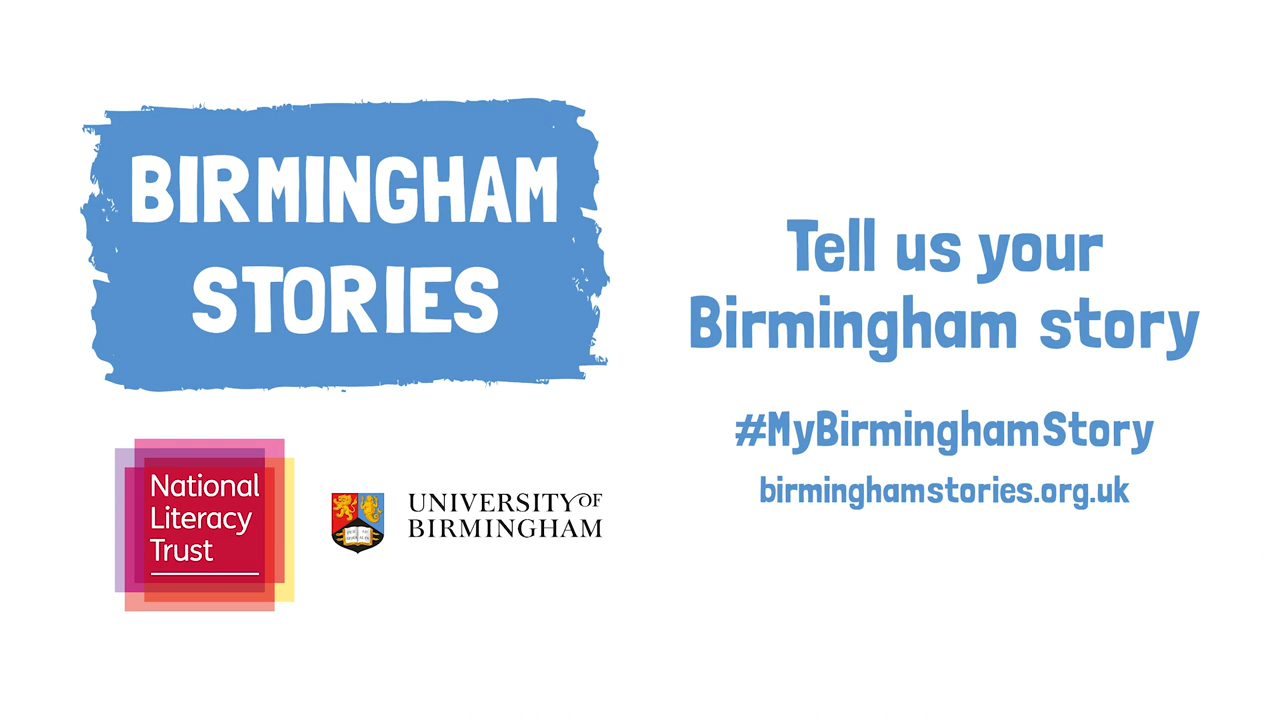 BIRMINGHAM
STORIES
Tell us your
Birmingham story
#MyBirminghamStory
birminghamstories.org.uk
National
Literacy
Trust
UNIVERSITY OF
BIRMINGHAM